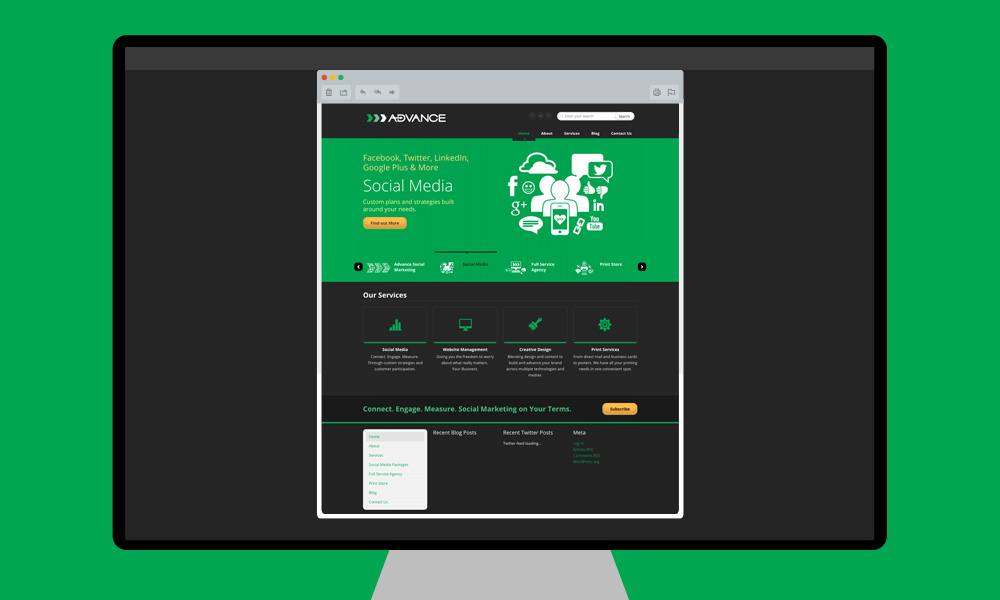 ADVANCE
Enter your search
Search
Home About Services Blog Contact Us
Facebook, Twitter, LinkedIn,
Google Plus & More
Social Media
Custom plans and strategies built
around your needs.
Find out More
f
g+
in
You
Tube
Advance Social
Marketing
Social Media
Full Service
Agency
Print Store
Our Services
Social Media
Connect. Engage. Measure.
Through custom strategies and
customer participation.
Website Management
Giving you the freedom to worry
about what really matters,
Your Business.
Creative Design
Blending design and content to
build and advance your brand
across multiple technologies and
medias.
Print Services
From direct mail and business cards
to posters. We have all your printing
needs in one convenient spot.
Connect. Engage. Measure. Social Marketing on Your Terms.
Subscribe
Home
About
Services
Social Media Packages
Full Service Agency
Print Store
Blog
Contact Us
Recent Blog Posts
Recent Twitter Posts
Twitter feed loading...
Meta
Log in
Entries RSS
Comments RSS
WordPress.org